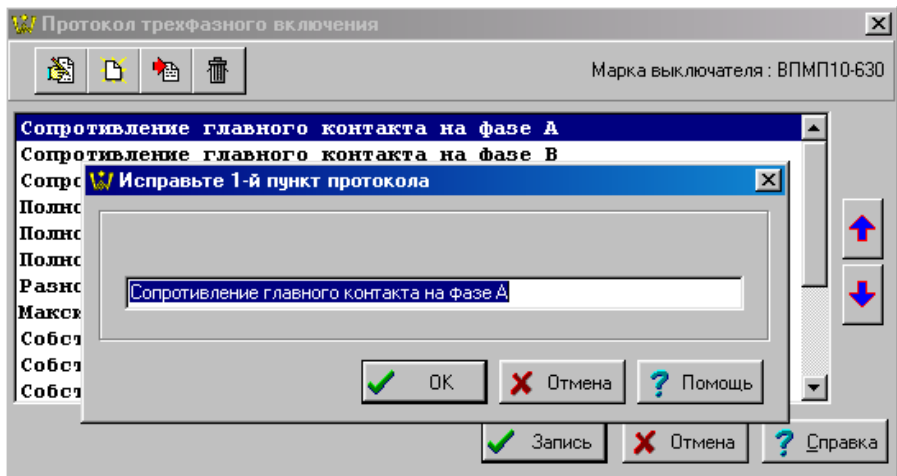 Протокол трехфазного включения
Марка выключателя : ВПМП10-630
Сопротивление главного контакта на фазе А
Сопротивление главного контакта на фазе В
Исправьте 1-й пункт протокола
Сопротивление главного контакта на фазе А
ОК
Отмена
Помощь
Запись
Отмена
Справка